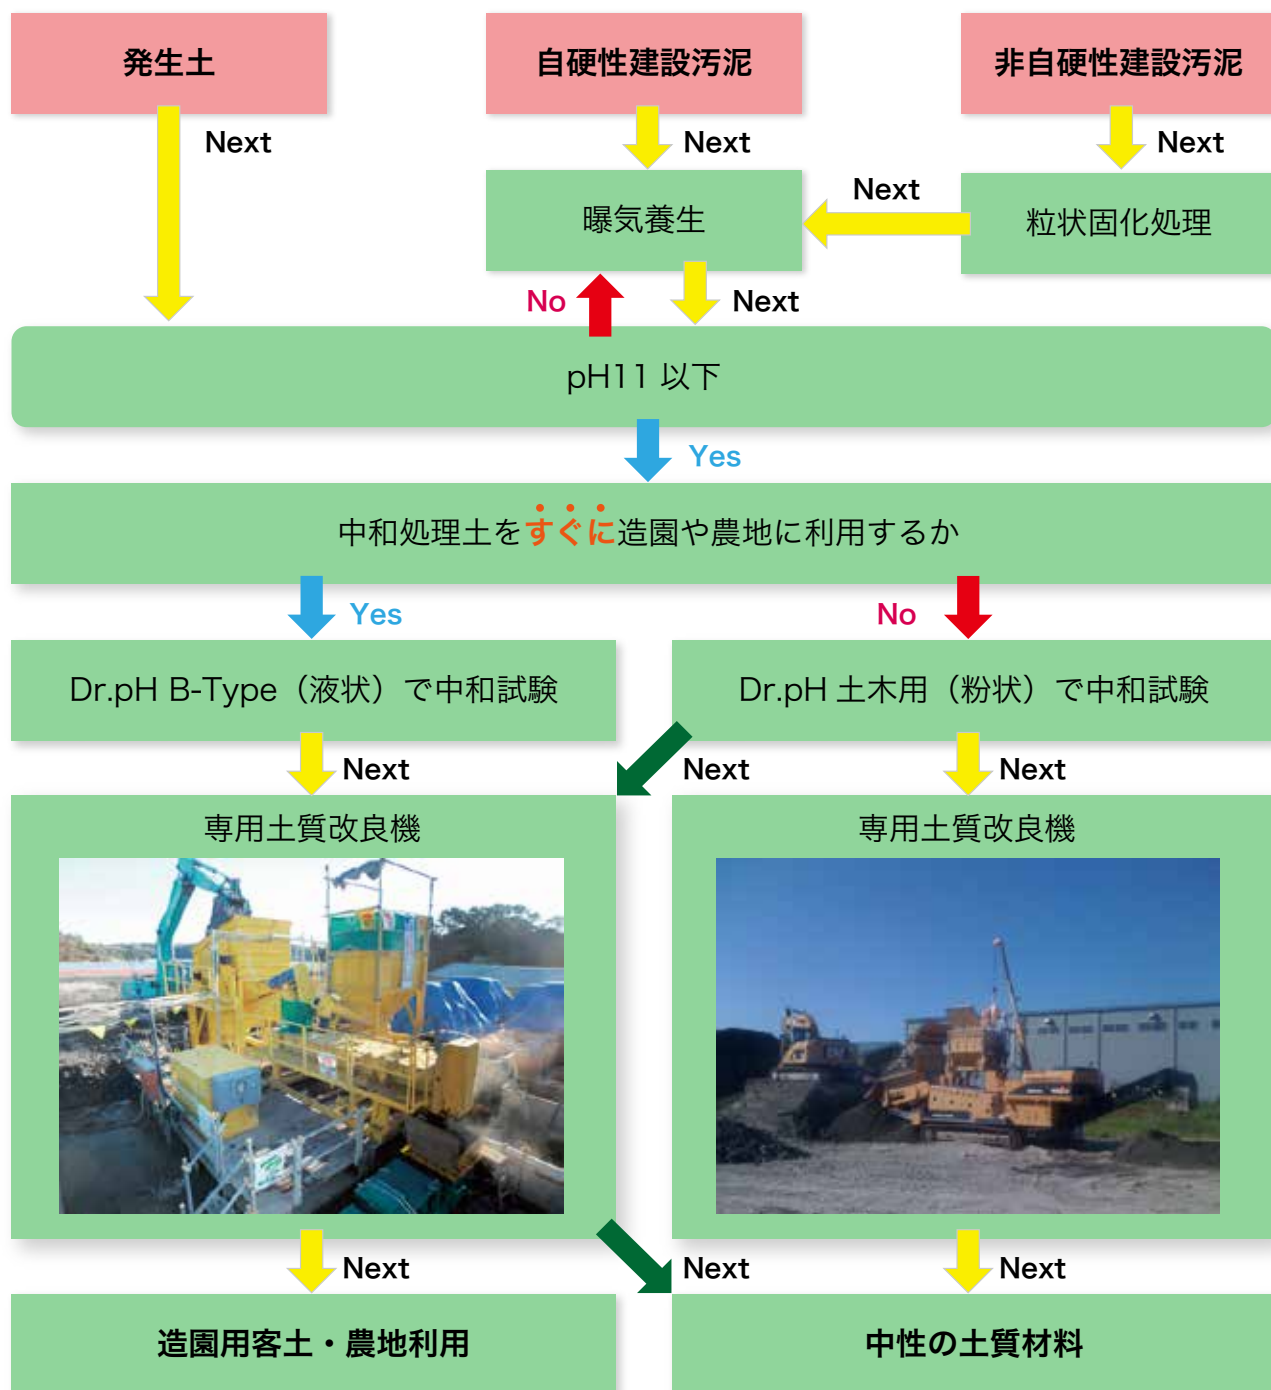 発生土
自硬性建設汚泥
非自硬性建設汚泥
Next
Next
Next
曝気養生
Next
粒状固化処理
No
Next
pH11 以下
Yes
中和処理土をすぐに造園や農地に利用するか
Yes
No
Dr.pH B-Type（液状）で中和試験
Dr.pH 土木用（粉状）で中和試験
Next
Next
Next
専用土質改良機
専用土質改良機
Next
Next
Next
造園用客土・農地利用
中性の土質材料